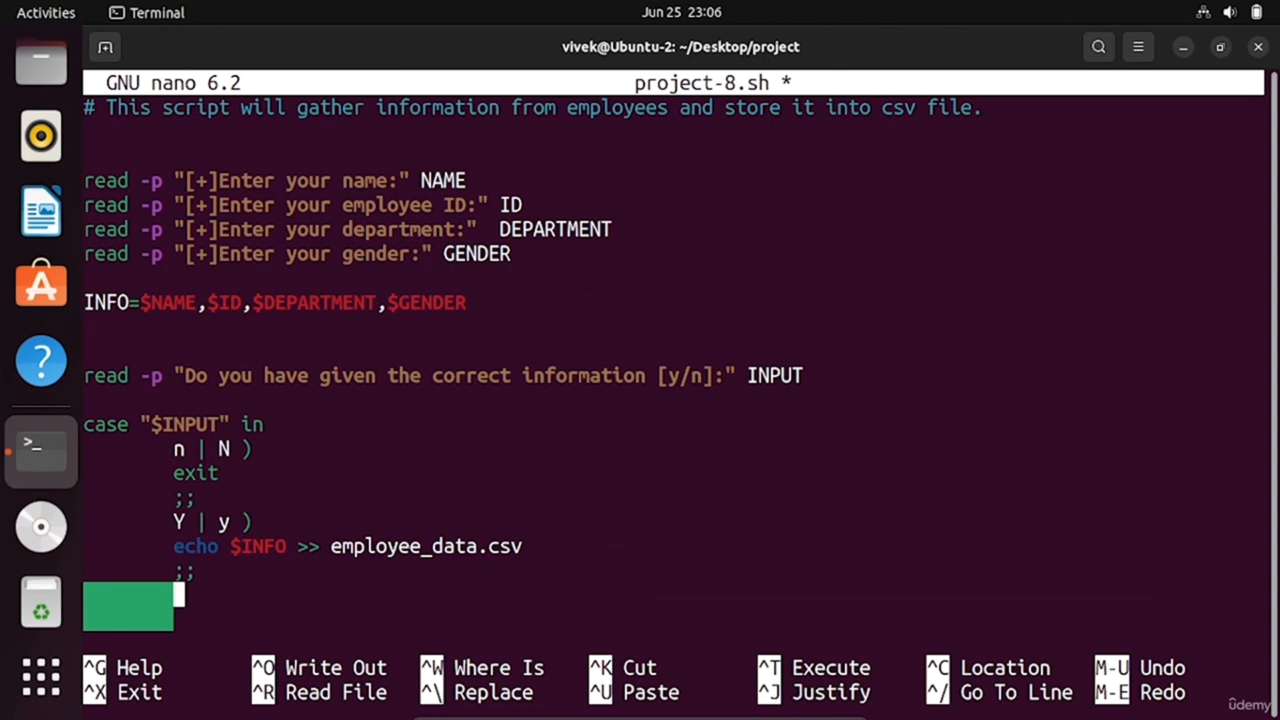 Activities Terminal Jun 25 23:06
vivek@Ubuntu-2: ~/Desktop/project
GNU nano 6.2 project-8.sh *
# This script will gather information from employees and store it into csv file.
read -p "[+]Enter your name:" NAME
read -p "[+]Enter your employee ID:" ID
read -p "[+]Enter your department:"  DEPARTMENT
read -p "[+]Enter your gender:" GENDER
INFO=$NAME,$ID,$DEPARTMENT,$GENDER
read -p "Do you have given the correct information [y/n]:" INPUT
case "$INPUT" in
n | N )
exit
;;
Y | y )
echo $INFO >> employee_data.csv
;;
^G Help ^O Write Out ^W Where Is ^K Cut ^T Execute ^C Location M-U Undo
^X Exit ^R Read File ^\ Replace ^U Paste ^J Justify ^/ Go To Line M-E Redo
ûdemy